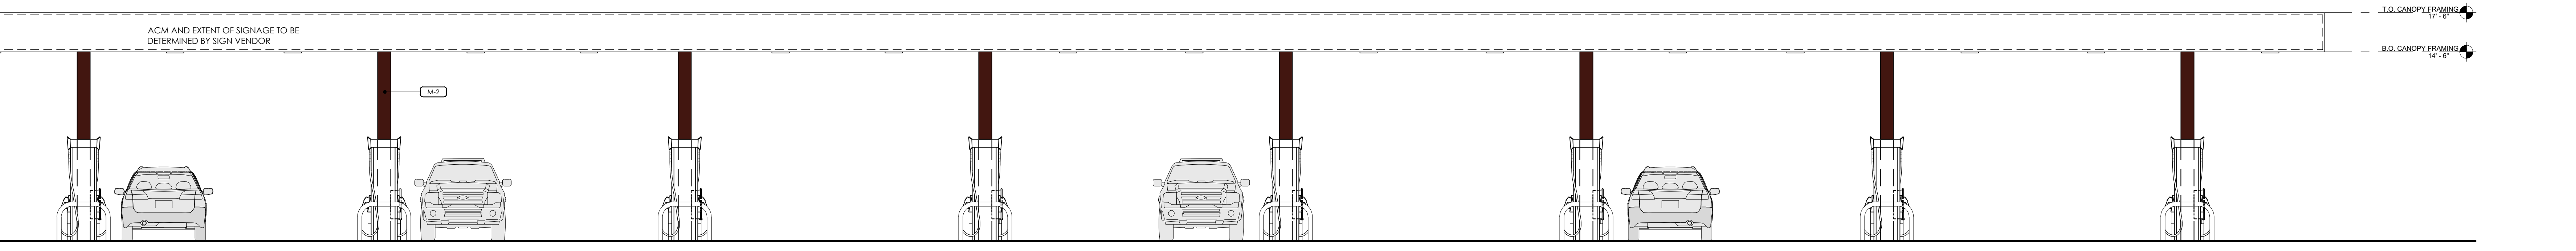 T.O. CANOPY FRAMING
17' - 6"
ACM AND EXTENT OF SIGNAGE TO BE
DETERMINED BY SIGN VENDOR
B.O. CANOPY FRAMING
14' - 6"
M-2